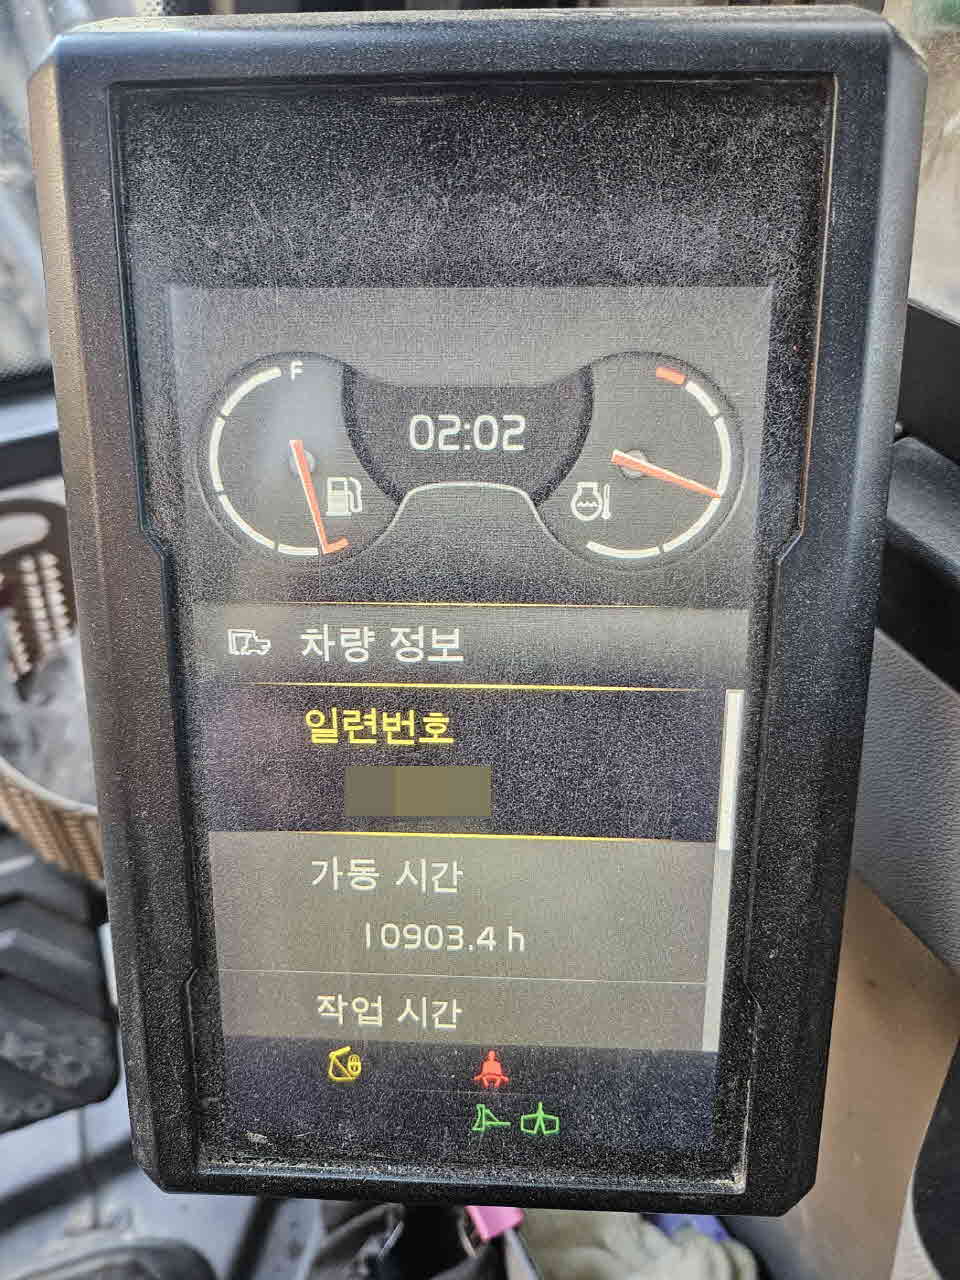 F
02:02
차량 정보
일련번호
가동 시간
10903.4 h
작업 시간